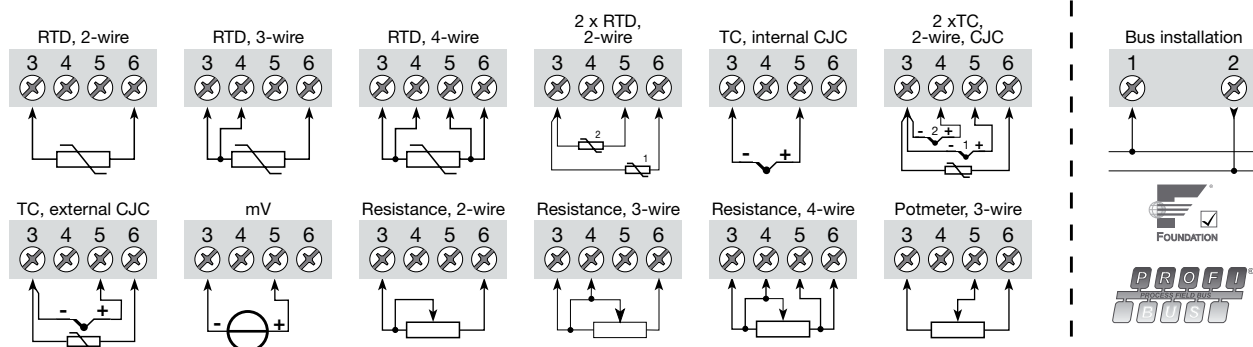 RTD, 2-wire
3 4 5 6
RTD, 3-wire
3 4 5 6
RTD, 4-wire
3 4 5 6
2 x RTD,
2-wire
3 4 5 6
2
1
TC, internal CJC
3 4 5 6
- +
2 xTC,
2-wire, CJC
3 4 5 6
- 2 +
- 1 +
Bus installation
1 2
TC, external CJC
3 4 5 6
- +
mV
3 4 5 6
- +
Resistance, 2-wire
3 4 5 6
Resistance, 3-wire
3 4 5 6
Resistance, 4-wire
3 4 5 6
Potmeter, 3-wire
3 4 5 6
FOUNDATION
PROFI®
PROCESS FIELD BUS
BUS